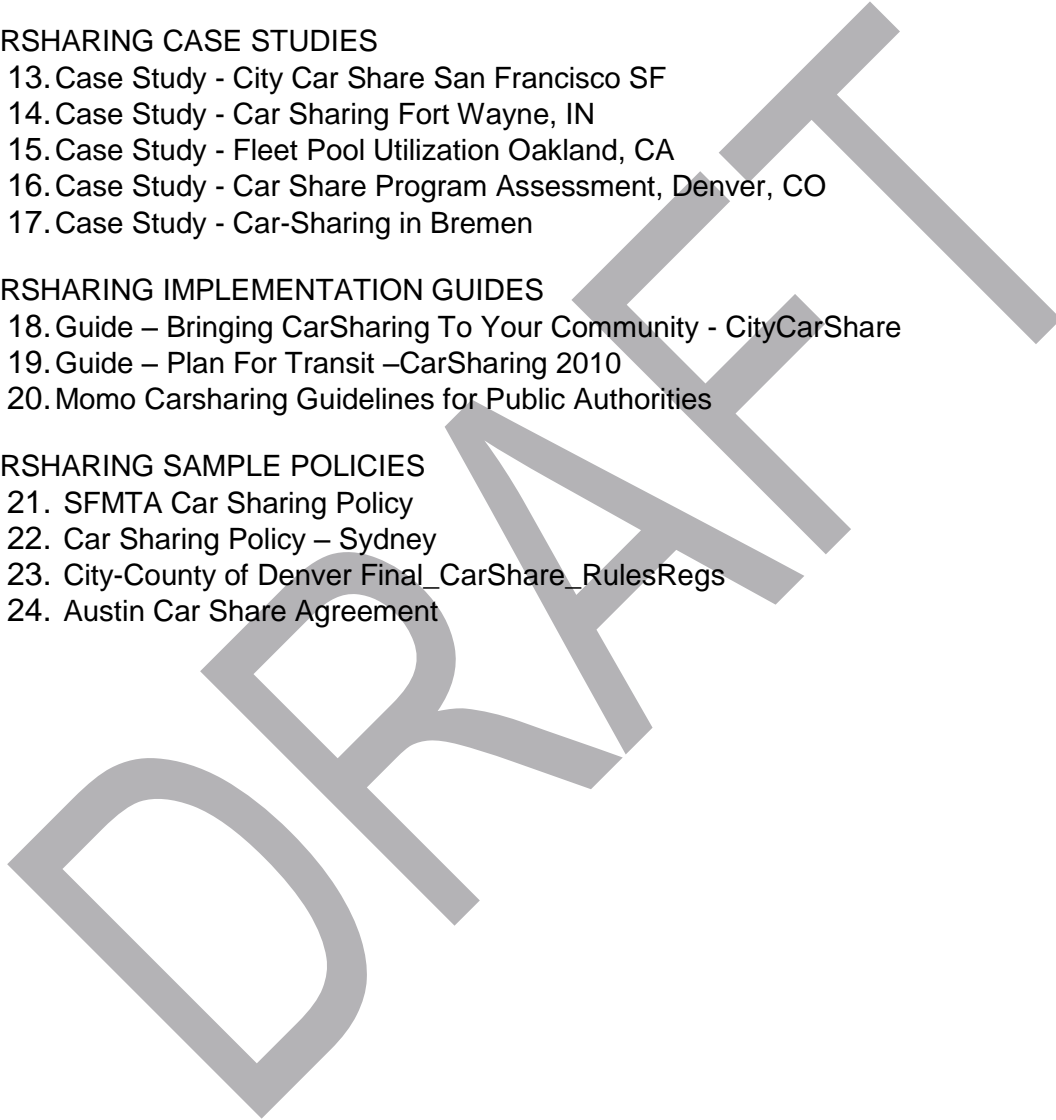 RSHARING CASE STUDIES
13. Case Study - City Car Share San Francisco SF
14. Case Study - Car Sharing Fort Wayne, IN
15. Case Study - Fleet Pool Utilization Oakland, CA
16. Case Study - Car Share Program Assessment, Denver, CO
17. Case Study - Car-Sharing in Bremen
RSHARING IMPLEMENTATION GUIDES
18. Guide – Bringing CarSharing To Your Community - CityCarShare
19. Guide – Plan For Transit –CarSharing 2010
20. Momo Carsharing Guidelines for Public Authorities
RSHARING SAMPLE POLICIES
21. SFMTA Car Sharing Policy
22. Car Sharing Policy – Sydney
23. City-County of Denver Final_CarShare_RulesRegs
24. Austin Car Share Agreement
DRAFT